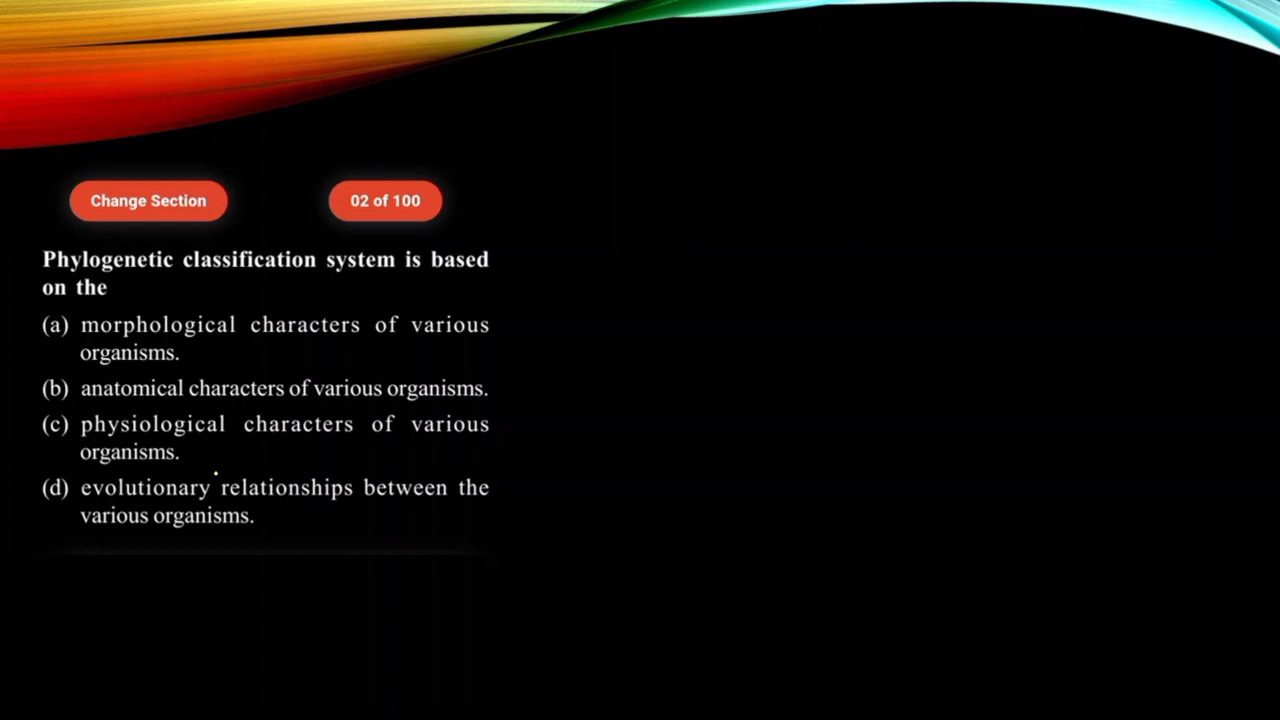 Change Section
02 of 100
Phylogenetic classification system is based
on the
(a) morphological characters of various
organisms.
(b) anatomical characters of various organisms.
(c) physiological characters of various
organisms.
(d) evolutionary relationships between the
various organisms.